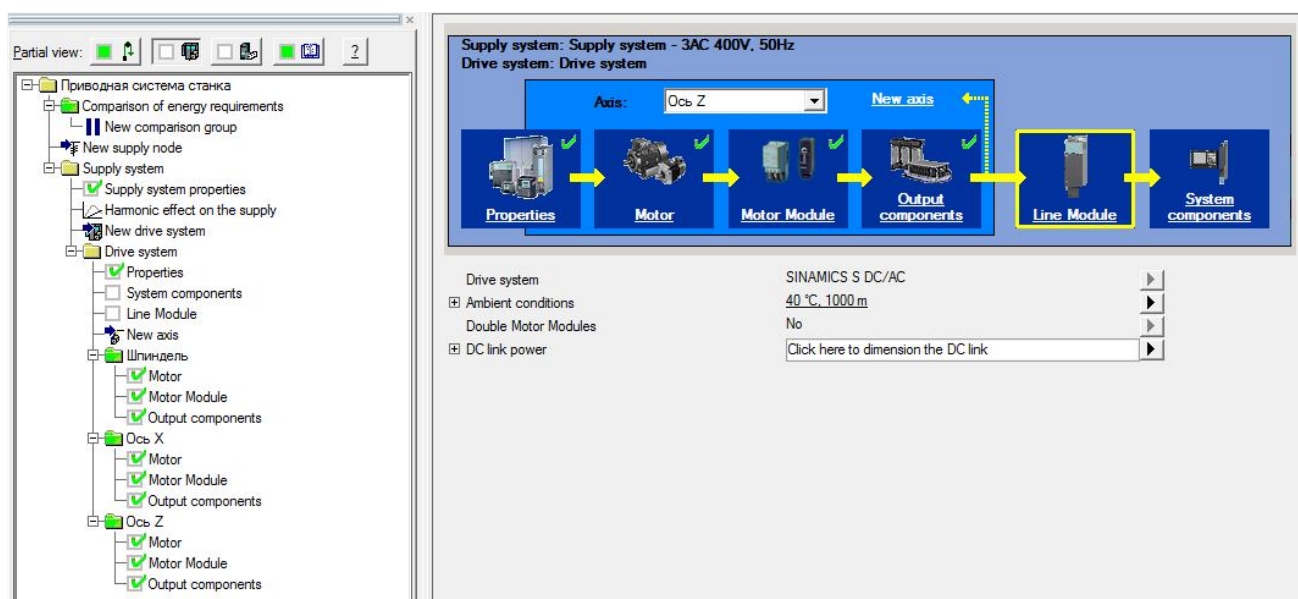 Partial view:
?
Приводная система станка
Comparison of energy requirements
New comparison group
New supply node
Supply system
Supply system properties
Harmonic effect on the supply
New drive system
Drive system
Properties
System components
Line Module
New axis
Шпиндель
Motor
Motor Module
Output components
Ось X
Motor
Motor Module
Output components
Ось Z
Motor
Motor Module
Output components
Supply system: Supply system - 3AC 400V, 50Hz
Drive system: Drive system
Axis: Ось Z New axis
Properties
Motor
Motor Module
Output components
Line Module
System components
Drive system SINAMICS S DC/AC
Ambient conditions 40 °C, 1000 m
Double Motor Modules No
DC link power Click here to dimension the DC link